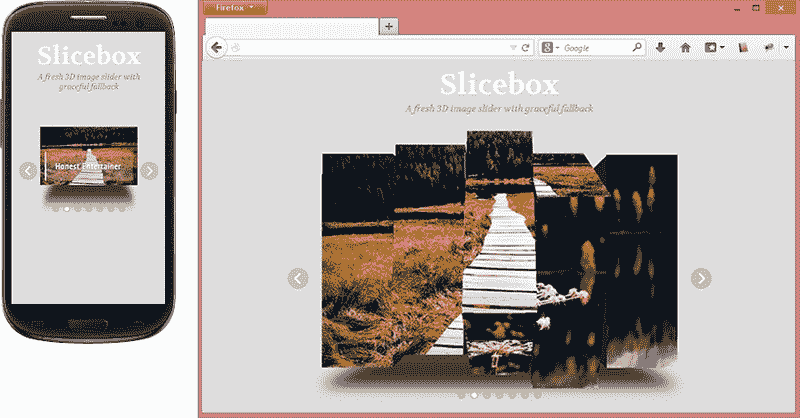 Slicebox
A fresh 3D image slider with
graceful fallback
Honest Entertainer
Firefox
Google
Slicebox
A fresh 3D image slider with graceful fallback